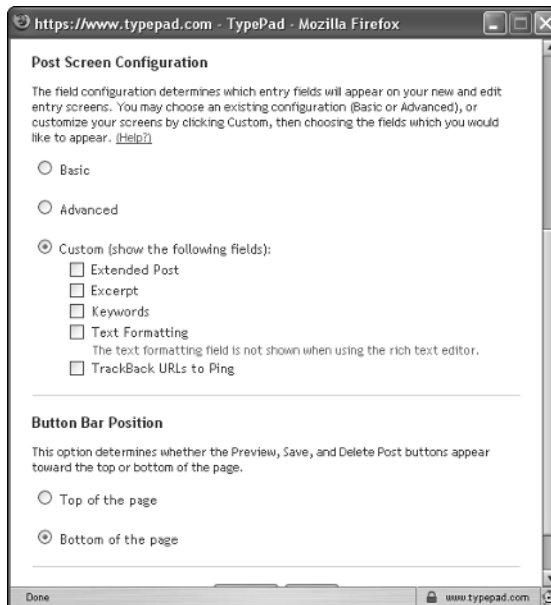 https://www.typepad.com - TypePad - Mozilla Firefox
Post Screen Configuration
The field configuration determines which entry fields will appear on your new and edit
entry screens. You may choose an existing configuration (Basic or Advanced), or
customize your screens by clicking Custom, then choosing the fields which you would
like to appear. (Help?)
Basic
Advanced
Custom (show the following fields):
Extended Post
Excerpt
Keywords
Text Formatting
The text formatting field is not shown when using the rich text editor.
TrackBack URLs to Ping
Button Bar Position
This option determines whether the Preview, Save, and Delete Post buttons appear
toward the top or bottom of the page.
Top of the page
Bottom of the page
Done
www.typepad.com